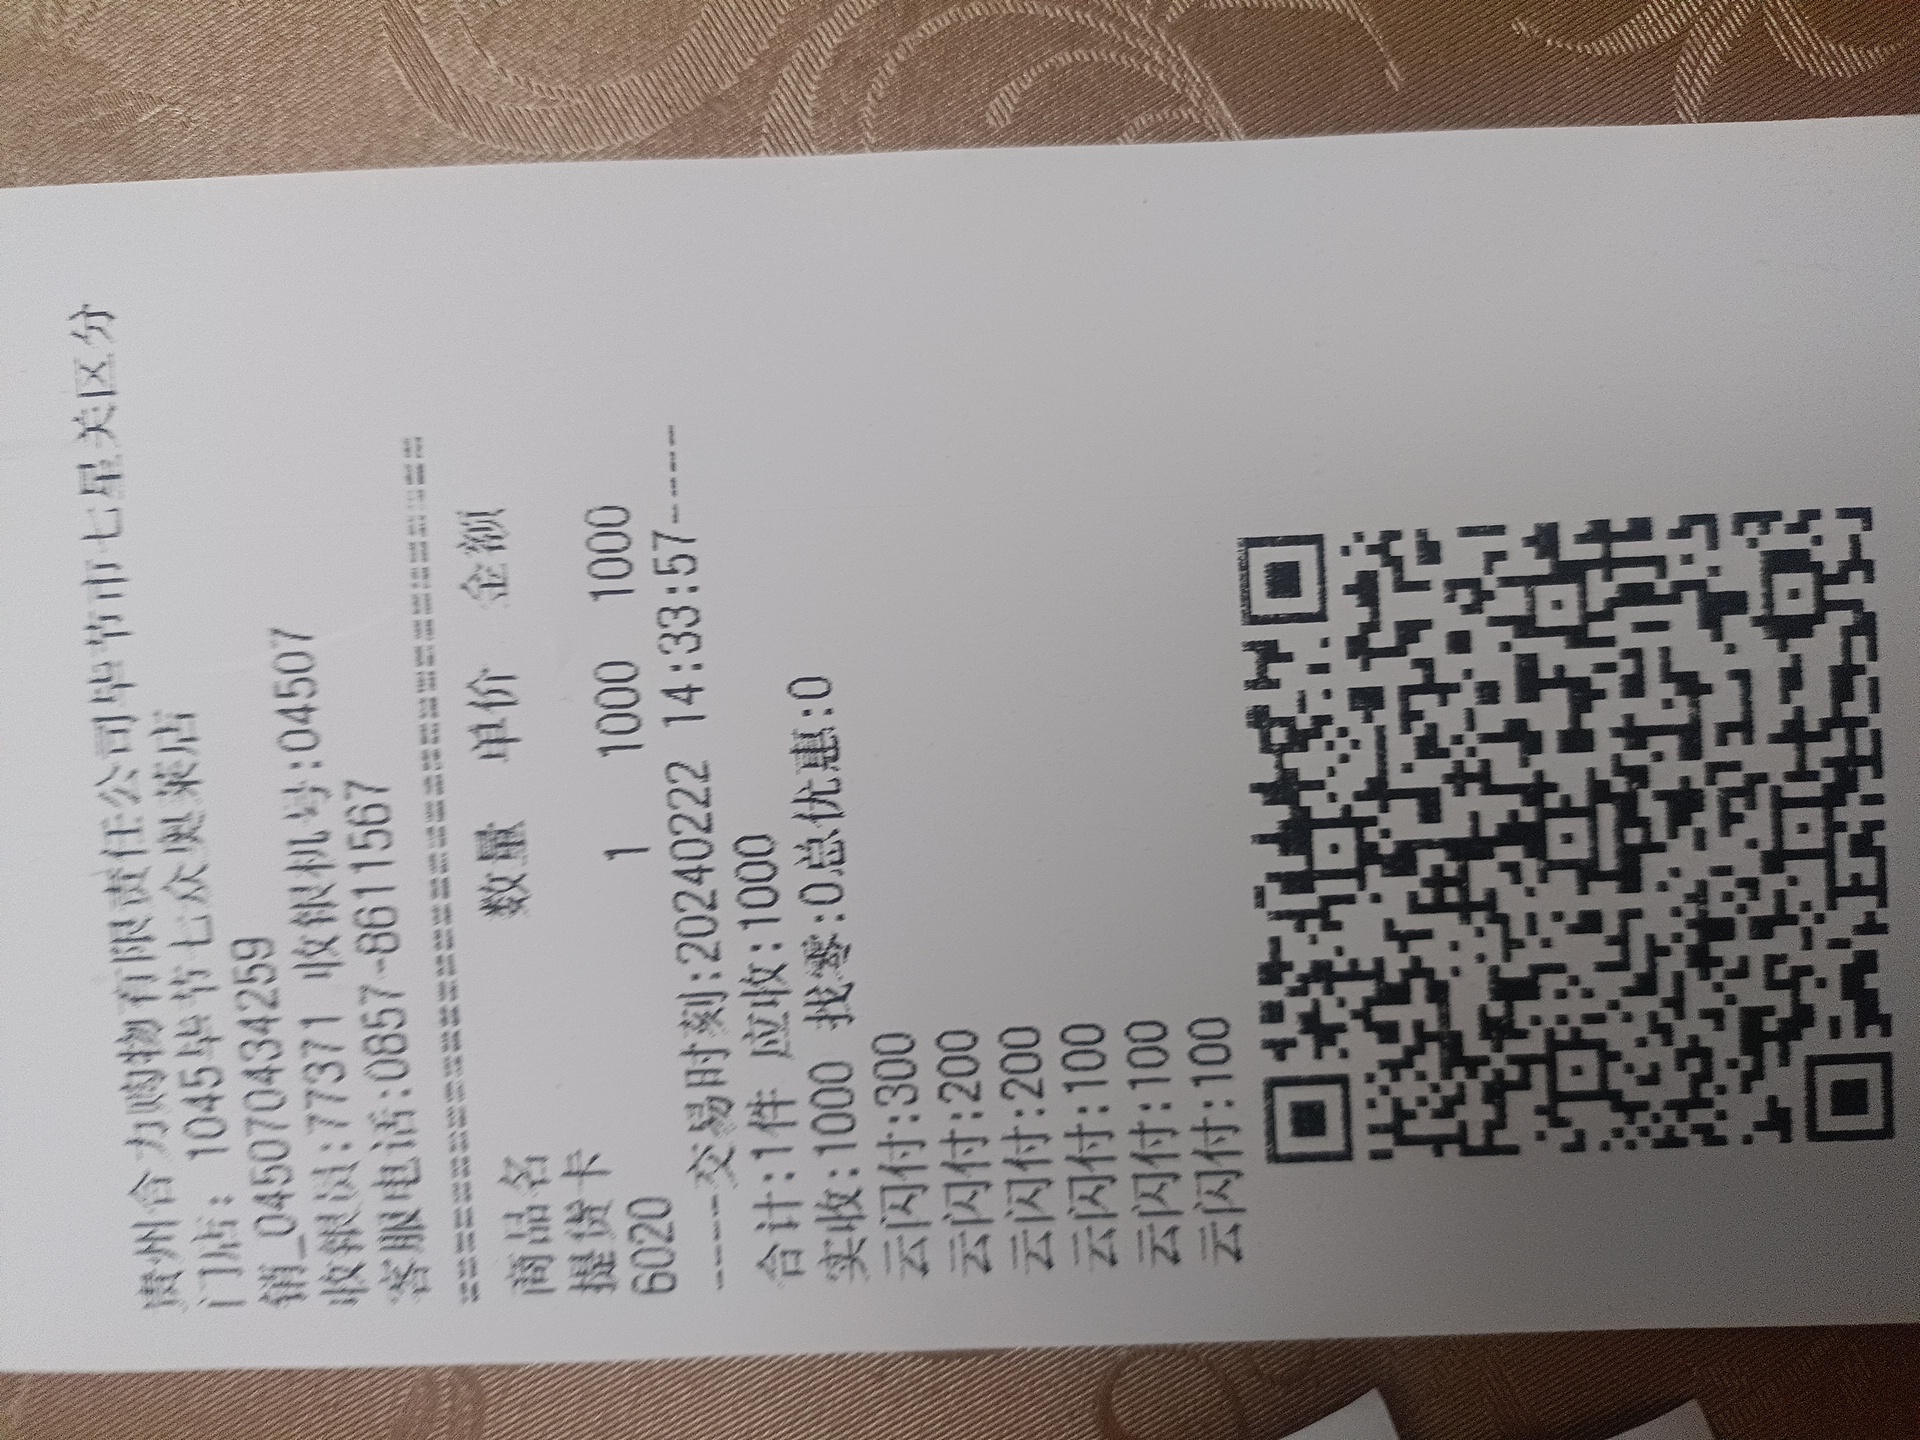 贵州合力购物有限责任公司毕节市七星关区分
门店: 1045毕节七众奥莱店
销_045070434259
收银员:77371 收银机号:04507
客服电话:0857-8611567
================================
商品名 数量 单价 金额
提货卡
6020 1 1000 1000
----交易时刻:20240222 14:33:57----
合计:1件 应收:1000
实收:1000 找零:0总优惠:0
云闪付:300
云闪付:200
云闪付:200
云闪付:100
云闪付:100
云闪付:100